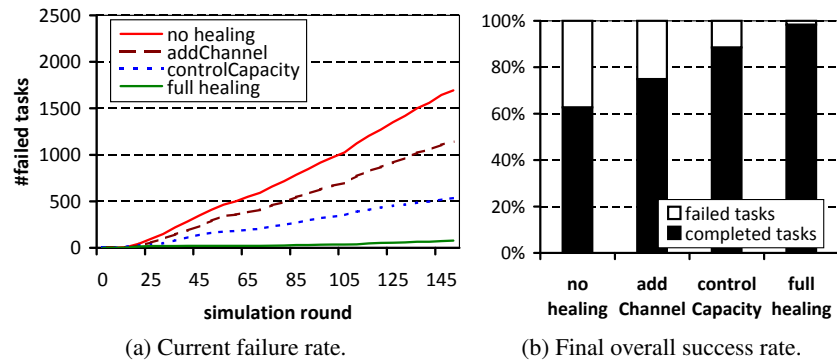 2500
2000
1500
1000
500
0
#failed tasks
no healing
addChannel
controlCapacity
full healing
0 25 45 65 85 105 125 145
simulation round
(a) Current failure rate.
100%
80%
60%
40%
20%
0%
failed tasks
completed tasks
no healing
add Channel
control Capacity
full healing
(b) Final overall success rate.